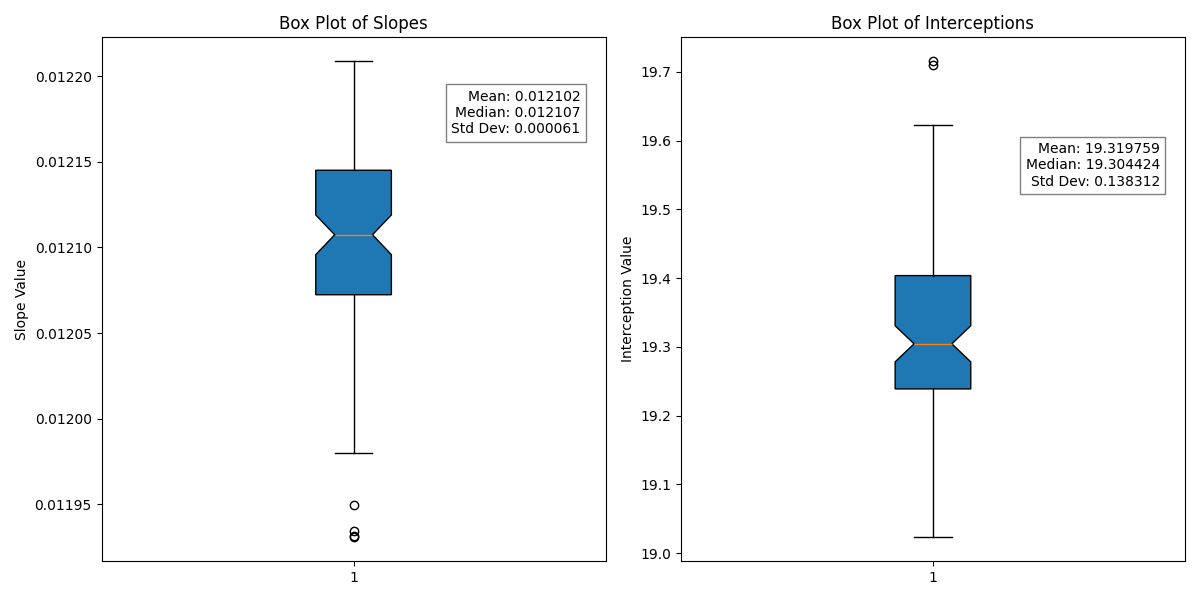 Box Plot of Slopes
Slope Value
0.01220
0.01215
0.01210
0.01205
0.01200
0.01195
Mean: 0.012102
Median: 0.012107
Std Dev: 0.000061
1
Box Plot of Interceptions
Interception Value
19.7
19.6
19.5
19.4
19.3
19.2
19.1
19.0
Mean: 19.319759
Median: 19.304424
Std Dev: 0.138312
1